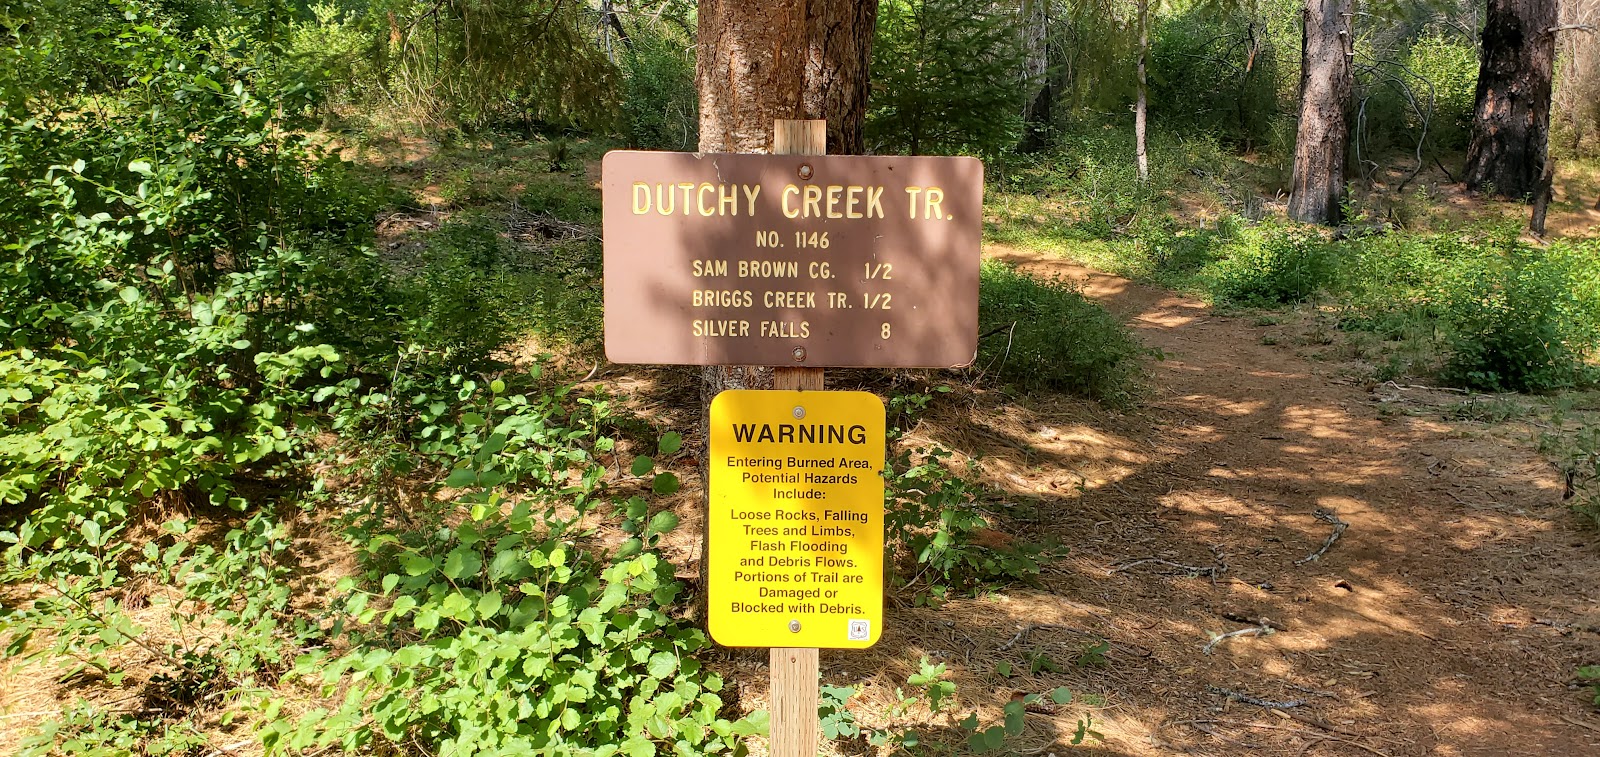 DUTCHY CREEK TR.
NO. 1146
SAM BROWN CG. 1/2
BRIGGS CREEK TR. 1/2
SILVER FALLS 8
WARNING
Entering Burned Area,
Potential Hazards
Include:
Loose Rocks, Falling
Trees and Limbs,
Flash Flooding
and Debris Flows.
Portions of Trail are
Damaged or
Blocked with Debris.